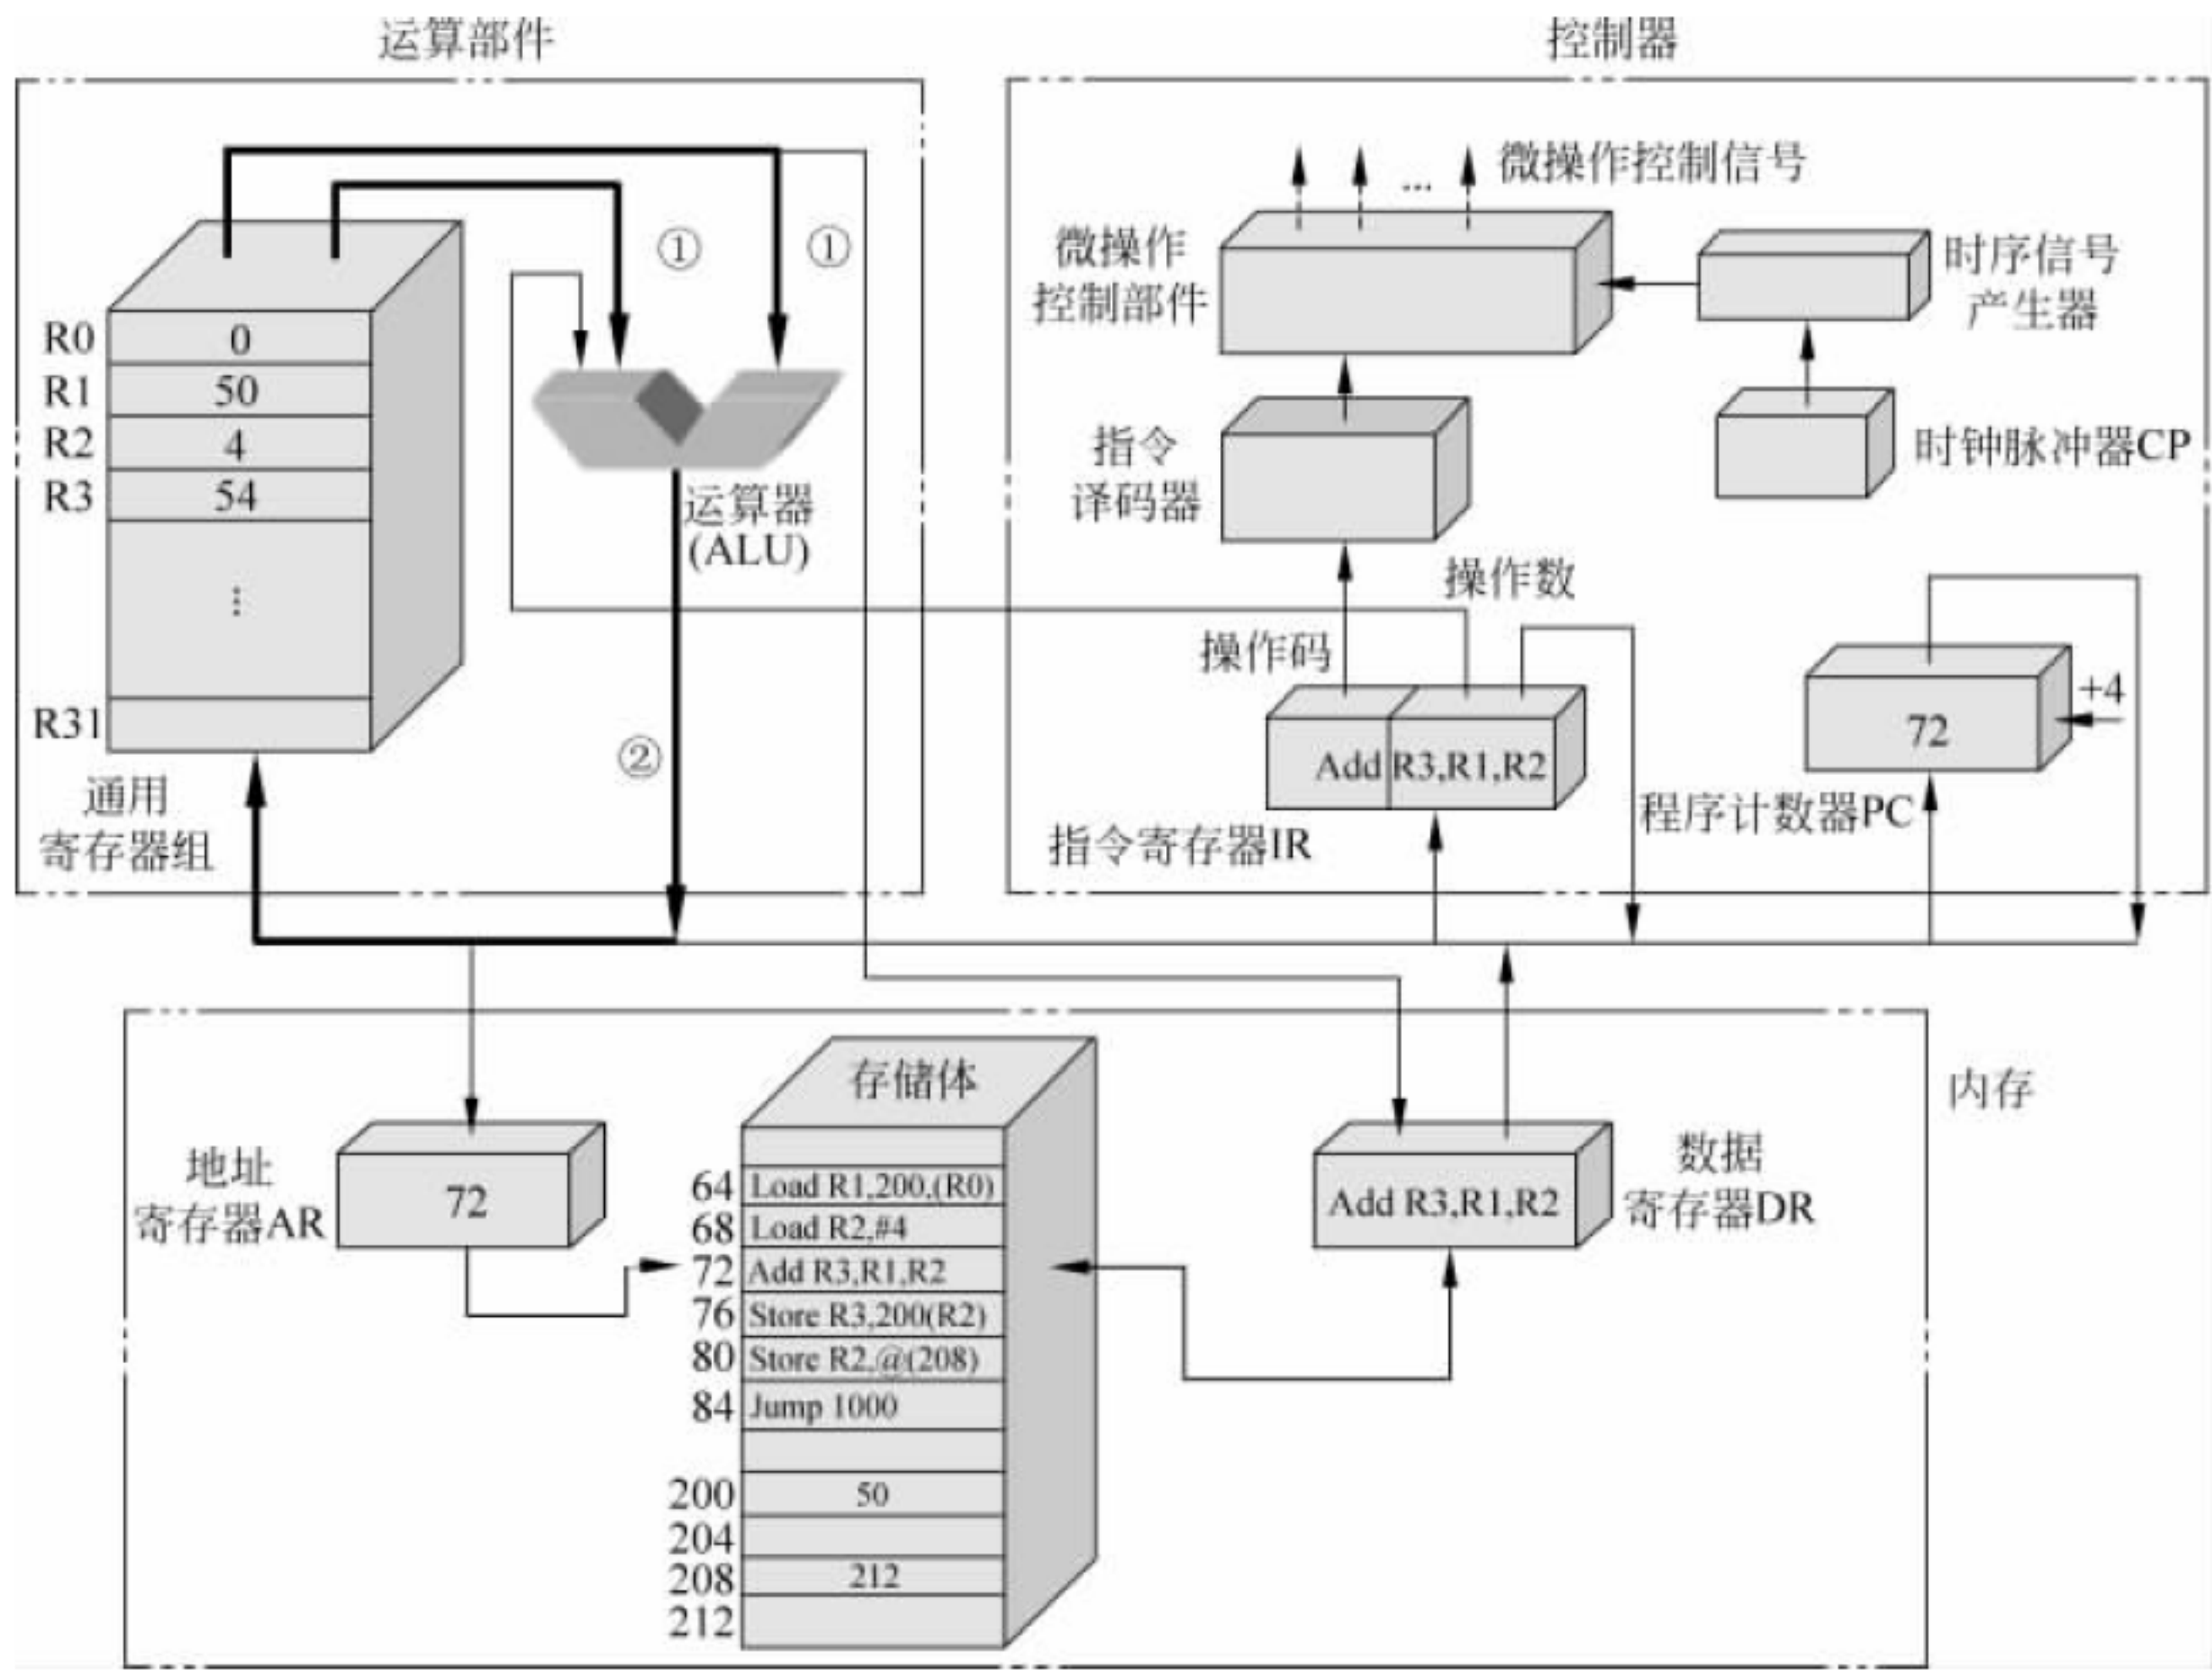 运算部件
控制器
微操作控制信号
...
微操作
控制部件
时序信号
产生器
①
①
R0
0
R1
50
R2
4
R3
54
⋮
R31
运算器
(ALU)
指令
译码器
时钟脉冲器CP
操作数
操作码
+4
72
Add R3,R1,R2
②
通用
寄存器组
指令寄存器IR
程序计数器PC
存储体
内存
地址
寄存器AR
72
64 Load R1,200,(R0)
68 Load R2,#4
72 Add R3,R1,R2
76 Store R3,200(R2)
80 Store R2,@(208)
84 Jump 1000
200 50
204
208 212
212
Add R3,R1,R2
数据
寄存器DR